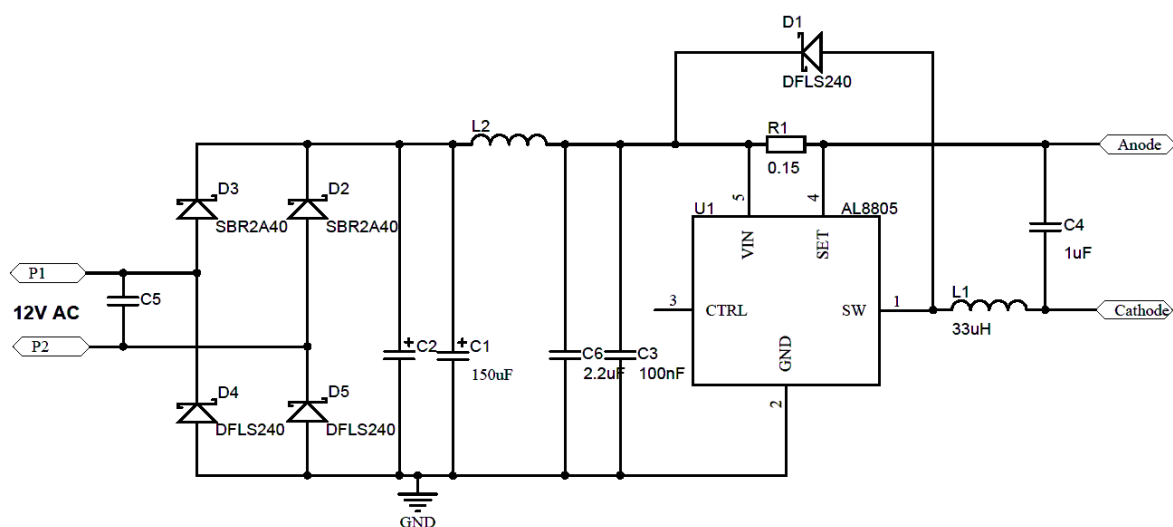 D1
DFLS240
L2
R1
0.15
Anode
D3
SBR2A40
D2
SBR2A40
U1
AL8805
5
4
VIN
SET
C4
1uF
P1
12V AC
C5
P2
3
CTRL
SW
1
L1
33uH
Cathode
C2
C1
150uF
C6
2.2uF
C3
100nF
GND
2
D4
DFLS240
D5
DFLS240
GND